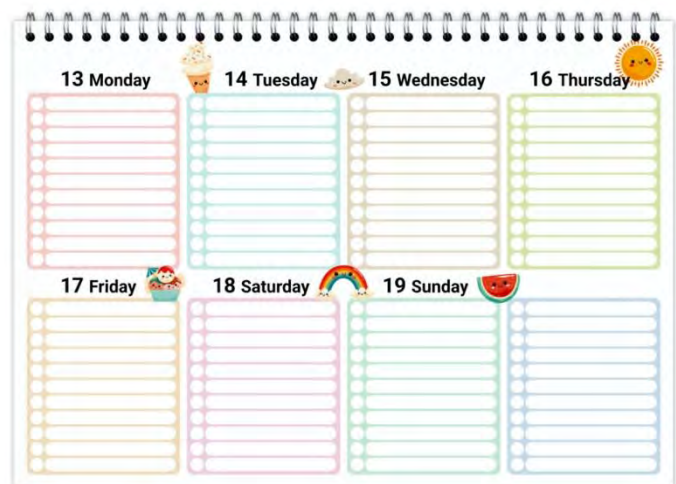 13 Monday
14 Tuesday
15 Wednesday
16 Thursday
17 Friday
18 Saturday
19 Sunday